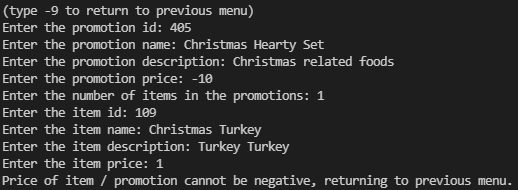 (type -9 to return to previous menu)
Enter the promotion id: 405
Enter the promotion name: Christmas Hearty Set
Enter the promotion description: Christmas related foods
Enter the promotion price: -10
Enter the number of items in the promotions: 1
Enter the item id: 109
Enter the item name: Christmas Turkey
Enter the item description: Turkey Turkey
Enter the item price: 1
Price of item / promotion cannot be negative, returning to previous menu.